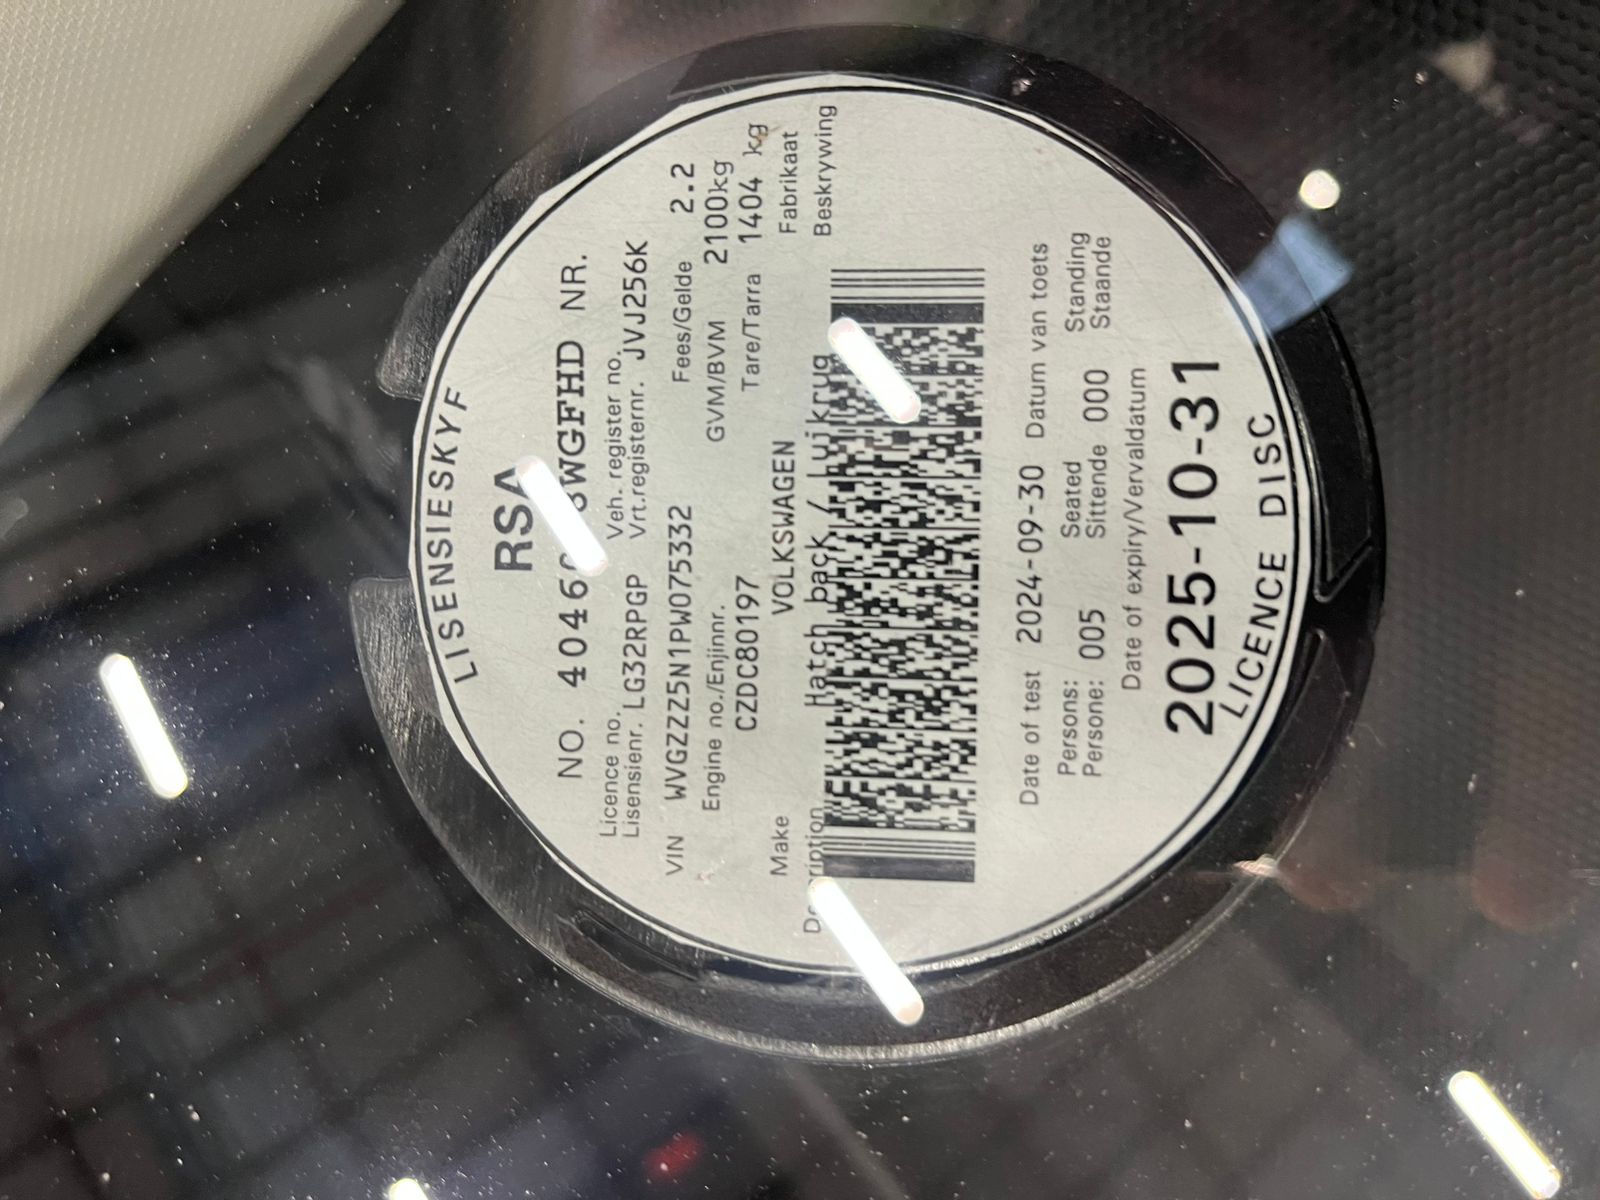 LISENSIESKYF
RSA
NO. NR.
Licence no. Veh. register no.
Lisensienr. LG32RPGP Vrt.registernr. JVJ256K
VIN WVGZZZ5N1PW075332 Fees/Gelde 2.2
Engine no./Enjinnr. GVM/BVM 2100kg
CZDC80197 Tare/Tarra 1404 kg
Make VOLKSWAGEN Fabrikaat
Hatch back / Luikrug Beskrywing
Date of test 2024-09-30 Datum van toets
Persons: Seated Standing
Persone: 005 Sittende 000 Staande
Date of expiry/Vervaldatum
2025-10-31
LICENCE DISC